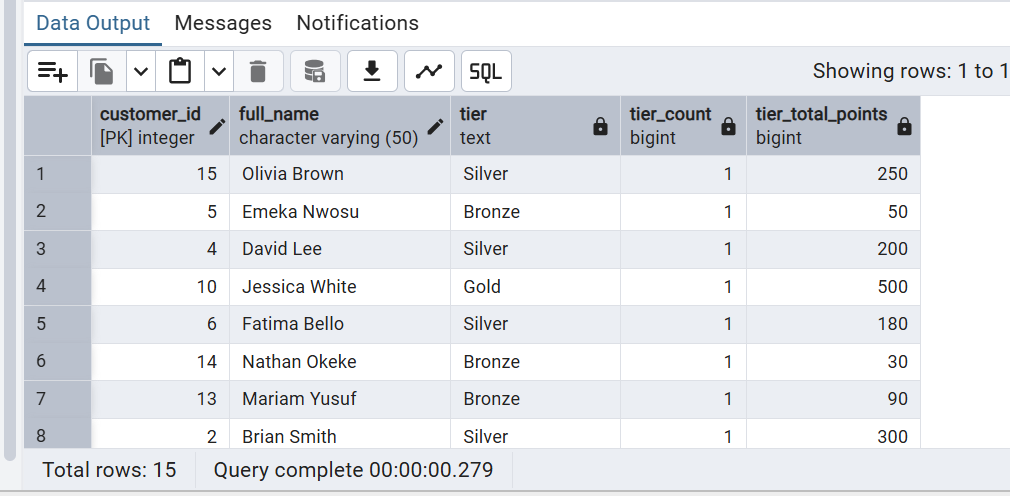 Data Output Messages Notifications
SQL Showing rows: 1 to 1
customer_id full_name tier tier_count tier_total_points
[PK] integer character varying (50) text bigint bigint
1 15 Olivia Brown Silver 1 250
2 5 Emeka Nwosu Bronze 1 50
3 4 David Lee Silver 1 200
4 10 Jessica White Gold 1 500
5 6 Fatima Bello Silver 1 180
6 14 Nathan Okeke Bronze 1 30
7 13 Mariam Yusuf Bronze 1 90
8 2 Brian Smith Silver 1 300
Total rows: 15 Query complete 00:00:00.279